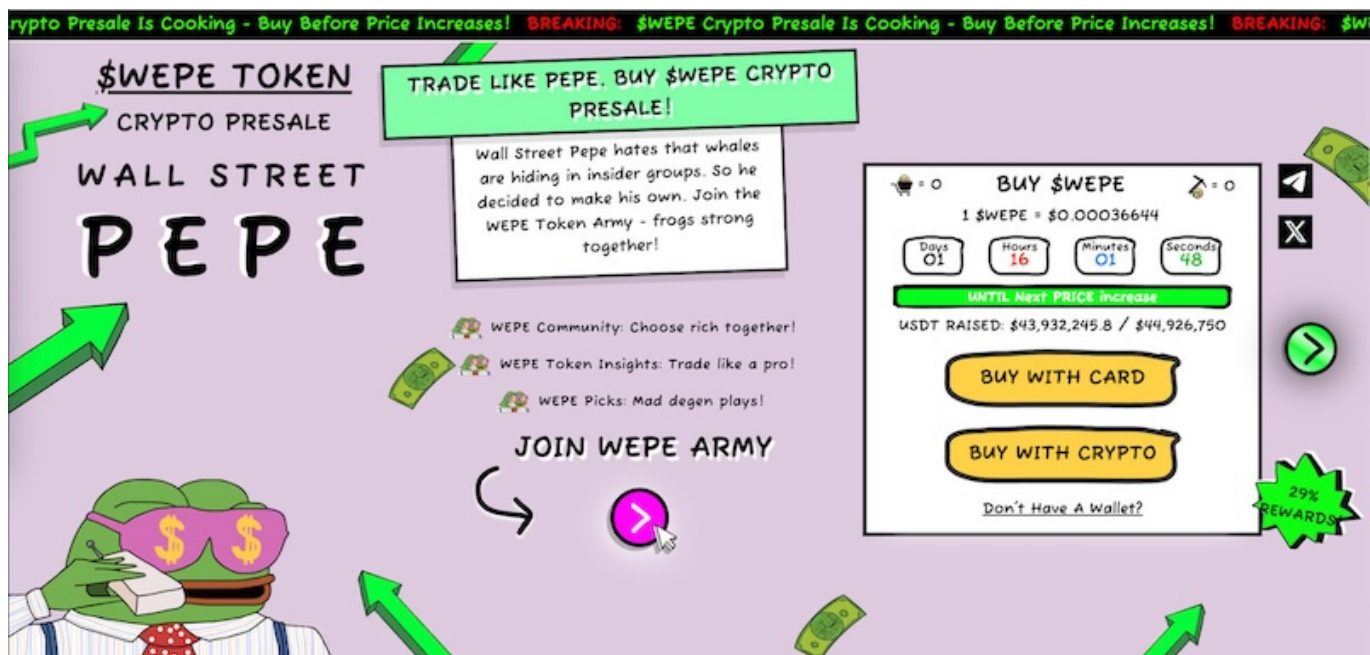 rypto Presale Is Cooking - Buy Before Price Increases! BREAKING: $WEPE Crypto Presale Is Cooking - Buy Before Price Increases! BREAKING: $WE
$WEPE TOKEN
CRYPTO PRESALE
WALL STREET
PEPE
TRADE LIKE PEPE. BUY $WEPE CRYPTO
PRESALE!
Wall Street Pepe hates that whales
are hiding in insider groups. So he
decided to make his own. Join the
WEPE Token Army - frogs strong
together!
WEPE Community: Choose rich together!
WEPE Token Insights: Trade like a pro!
WEPE Picks: Mad degen plays!
JOIN WEPE ARMY
= 0 BUY $WEPE = 0
1 $WEPE = $0.00036644
Days Hours Minutes Seconds
01 16 01 48
UNTIL Next PRICE increase
USDT RAISED: $43,932,245.8 / $44,926,750
BUY WITH CARD
BUY WITH CRYPTO
Don't Have A Wallet?
29%
REWARDS